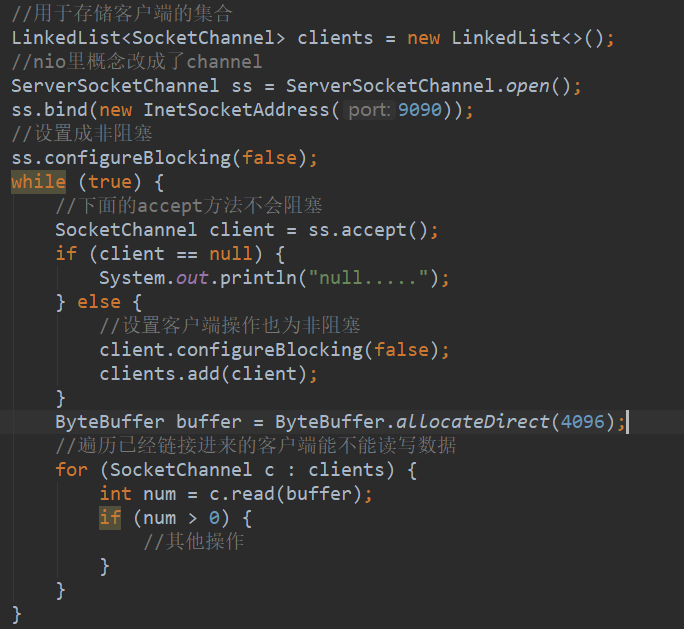 //用于存储客户端的集合
LinkedList<SocketChannel> clients = new LinkedList<>();
//nio里概念改成了channel
ServerSocketChannel ss = ServerSocketChannel.open();
ss.bind(new InetSocketAddress( port: 9090));
//设置成非阻塞
ss.configureBlocking(false);
while (true) {
    //下面的accept方法不会阻塞
    SocketChannel client = ss.accept();
    if (client == null) {
        System.out.println("null.....");
    } else {
        //设置客户端操作也为非阻塞
        client.configureBlocking(false);
        clients.add(client);
    }
    ByteBuffer buffer = ByteBuffer.allocateDirect(4096);
    //遍历已经链接进来的客户端能不能读写数据
    for (SocketChannel c : clients) {
        int num = c.read(buffer);
        if (num > 0) {
            //其他操作
        }
    }
}